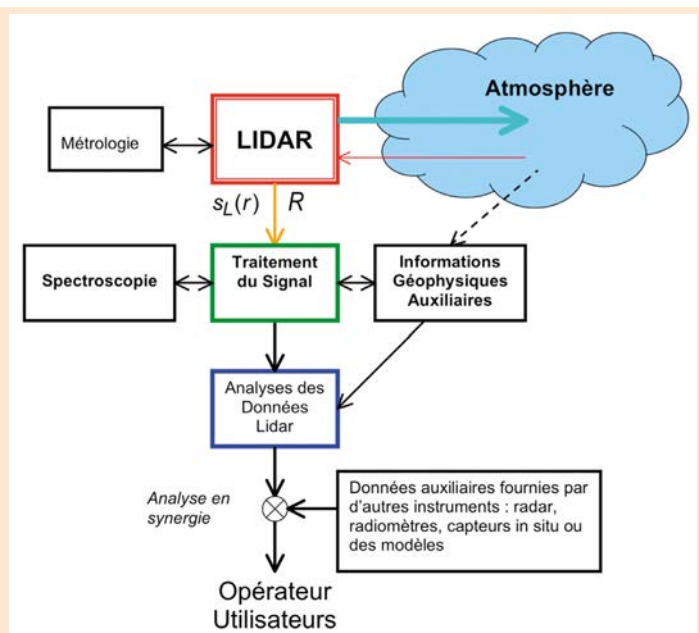 Atmosphère
Métrologie
LIDAR
s_L(r) R
Spectroscopie
Traitement
du Signal
Informations
Géophysiques
Auxiliaires
Analyses des
Données
Lidar
Analyse en
synergie
Données auxiliaires fournies par
d'autres instruments : radar,
radiomètres, capteurs in situ ou
des modèles
Opérateur
Utilisateurs